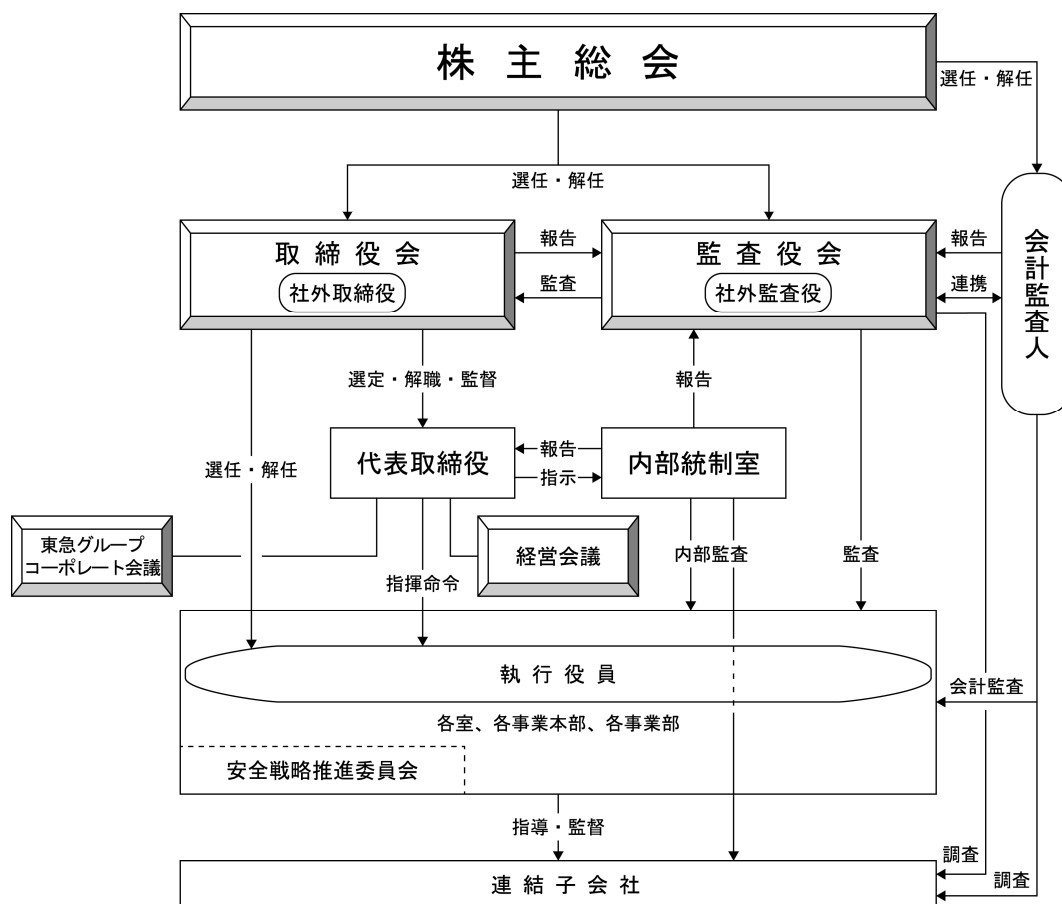 株主総会
選任・解任
選任・解任
取締役会
社外取締役
報告
監査
監査役会
社外監査役
報告
連携
会計監査人
選定・解職・監督
報告
選任・解任
代表取締役
報告
指示
内部統制室
東急グループ
コーポレート会議
経営会議
指揮命令
内部監査
監査
執行役員
会計監査
各室、各事業本部、各事業部
安全戦略推進委員会
指導・監督
調査
調査
連結子会社